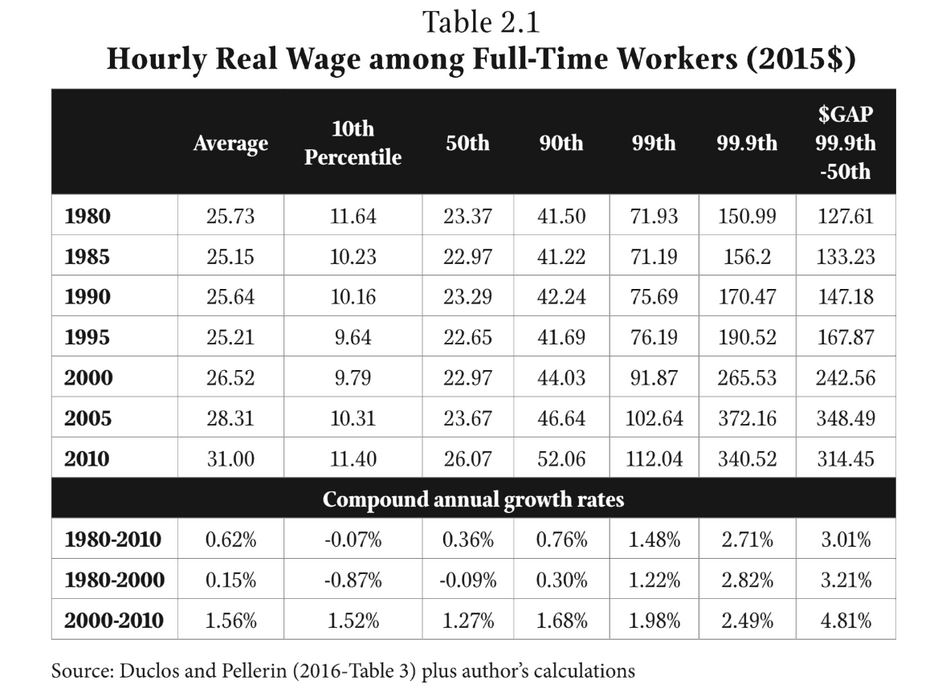 Table 2.1
Hourly Real Wage among Full-Time Workers (2015$)
Average 10th Percentile 50th 90th 99th 99.9th $GAP 99.9th -50th
1980 25.73 11.64 23.37 41.50 71.93 150.99 127.61
1985 25.15 10.23 22.97 41.22 71.19 156.2 133.23
1990 25.64 10.16 23.29 42.24 75.69 170.47 147.18
1995 25.21 9.64 22.65 41.69 76.19 190.52 167.87
2000 26.52 9.79 22.97 44.03 91.87 265.53 242.56
2005 28.31 10.31 23.67 46.64 102.64 372.16 348.49
2010 31.00 11.40 26.07 52.06 112.04 340.52 314.45
Compound annual growth rates
1980-2010 0.62% -0.07% 0.36% 0.76% 1.48% 2.71% 3.01%
1980-2000 0.15% -0.87% -0.09% 0.30% 1.22% 2.82% 3.21%
2000-2010 1.56% 1.52% 1.27% 1.68% 1.98% 2.49% 4.81%
Source: Duclos and Pellerin (2016-Table 3) plus author’s calculations